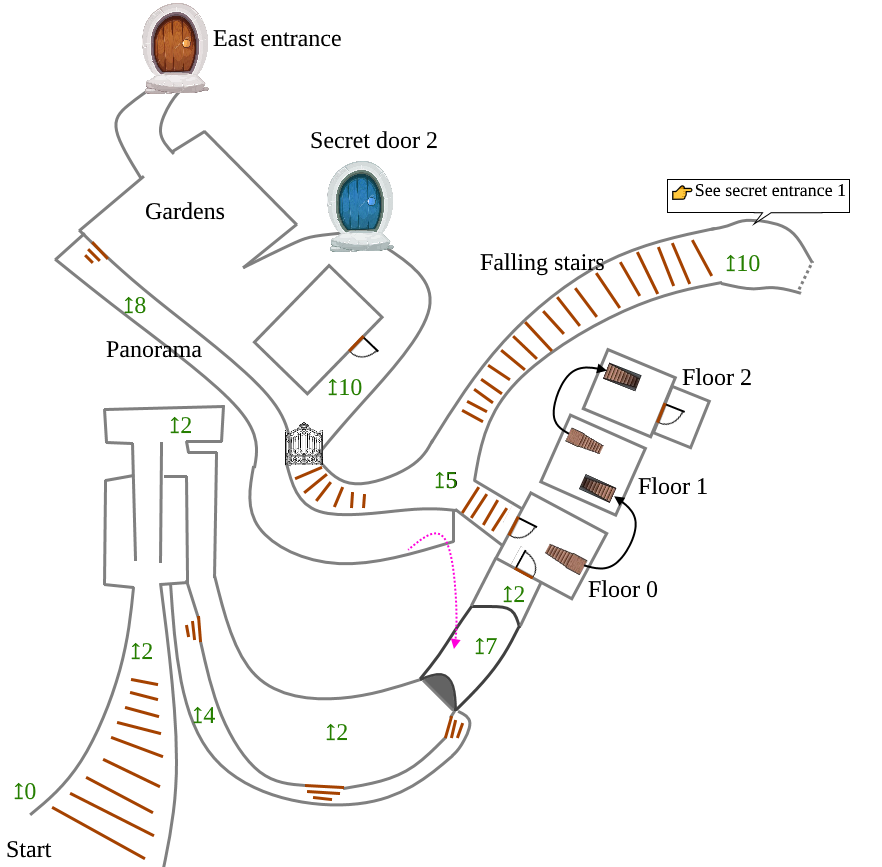 East entrance
Secret door 2
👉 See secret entrance 1
Gardens
Falling stairs
↥10
↥8
Panorama
↥10
Floor 2
↥2
↥5
Floor 1
Floor 0
↥2
↥2
↥7
↥4
↥2
↥0
Start